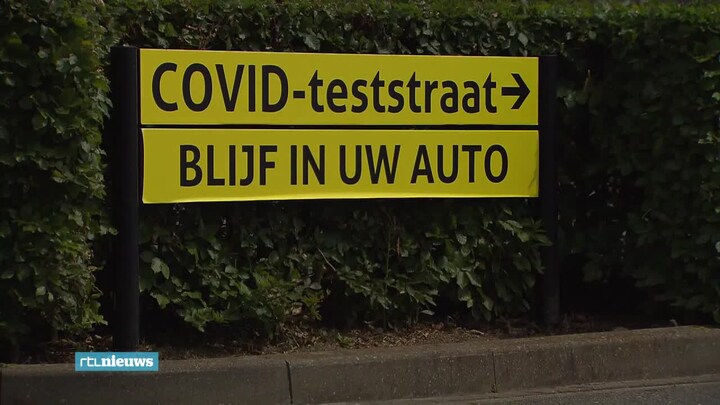 COVID-teststraat→
BLIJF IN UW AUTO
rtlnieuws